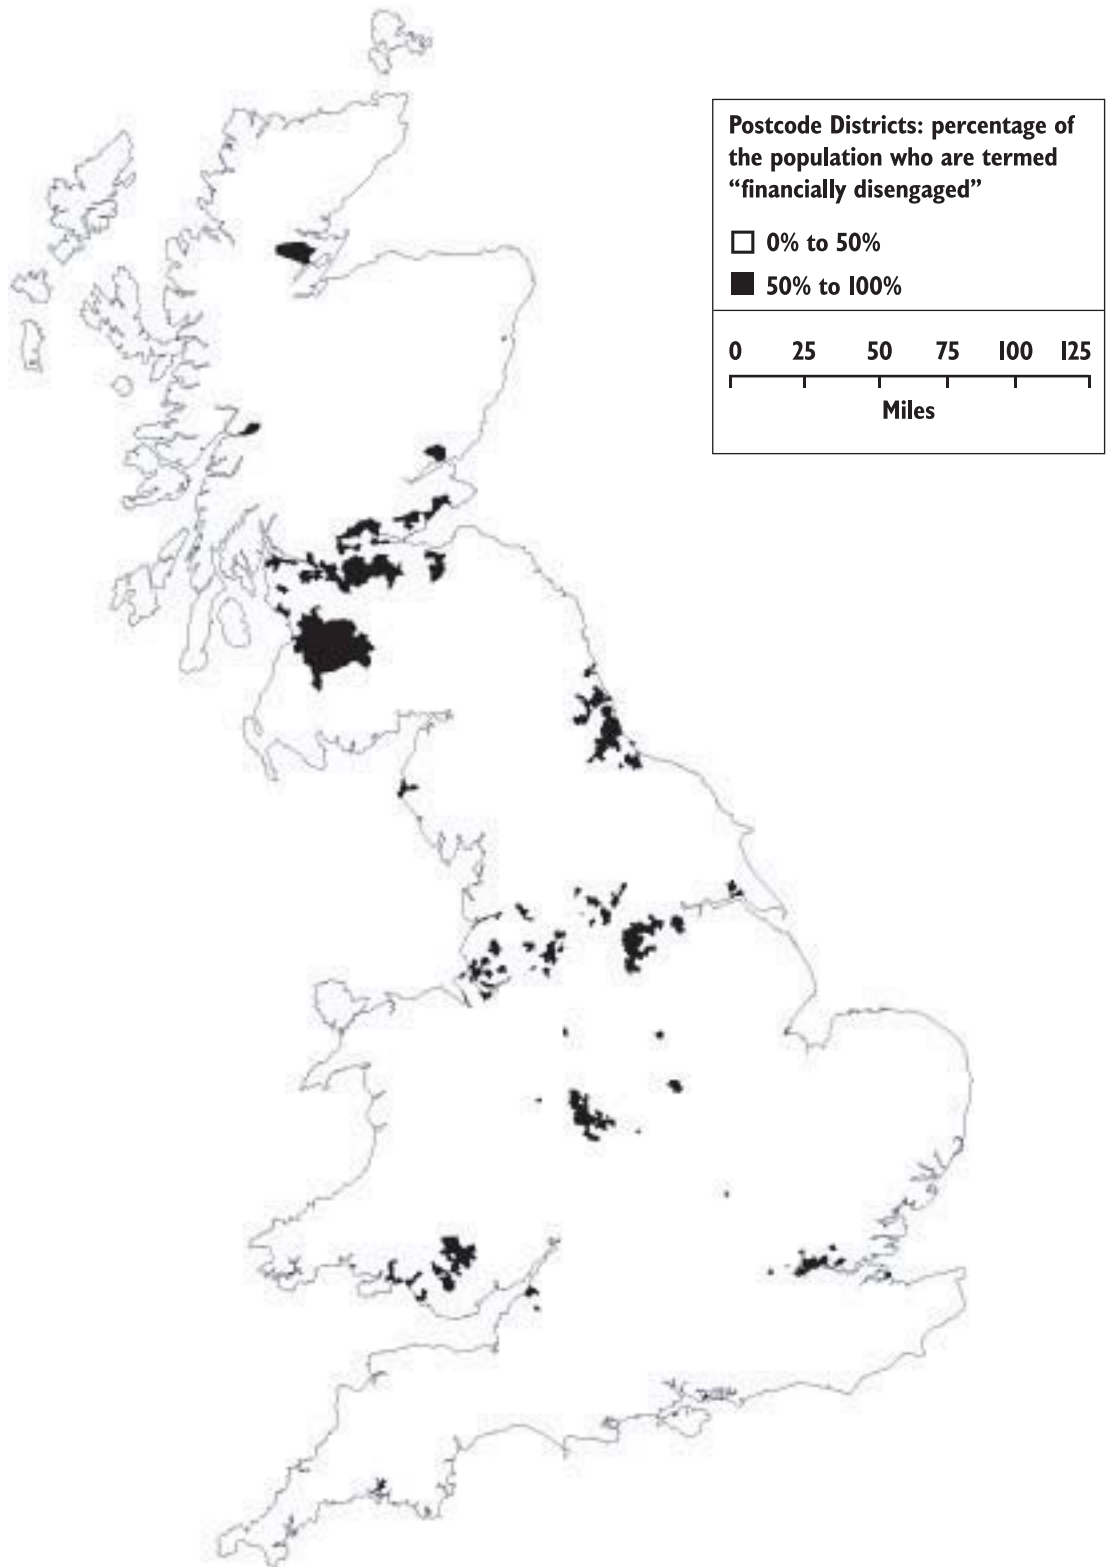 Postcode Districts: percentage of
the population who are termed
“financially disengaged”
0% to 50%
50% to 100%
0 25 50 75 100 125
Miles